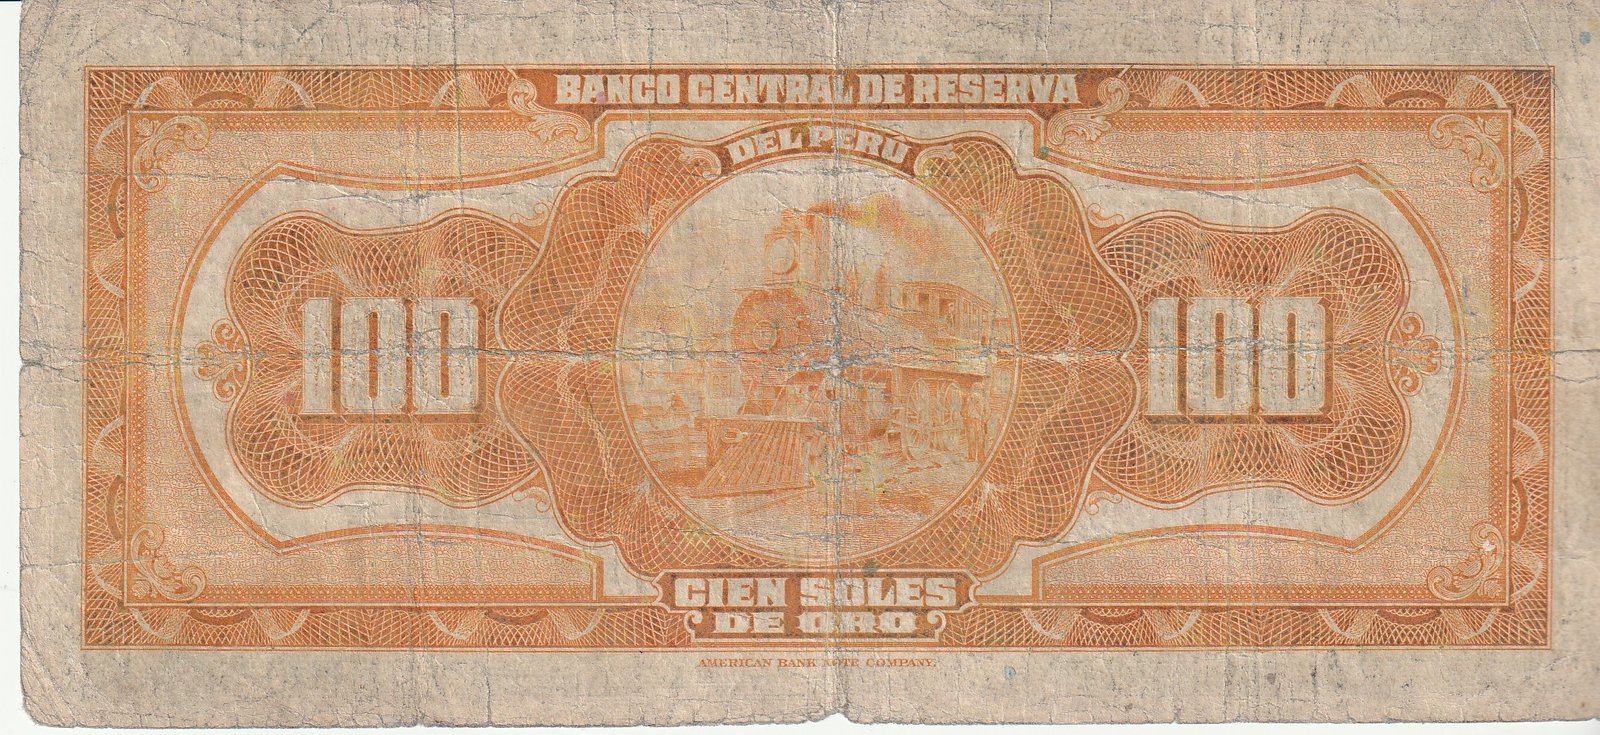 BANCO CENTRAL DE RESERVA
DEL PERU
100
100
CIEN SOLES
DE ORO
AMERICAN BANK NOTE COMPANY.